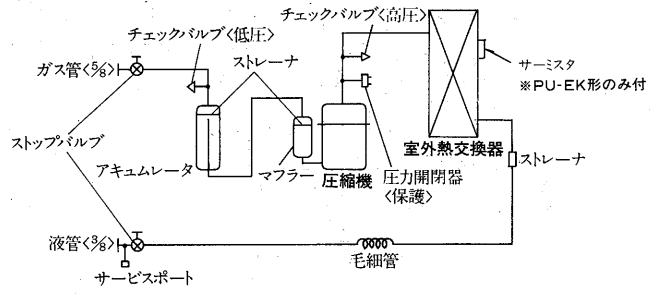 チェックバルブ〈高圧〉
チェックバルブ〈低圧〉
ガス管〈5/8〉
ストレーナ
サーミスタ
※PU-EK形のみ付
ストップバルブ
アキュムレータ
マフラー
圧縮機
圧力開閉器
〈保護〉
室外熱交換器
ストレーナ
液管〈3/8〉
サービスポート
毛細管